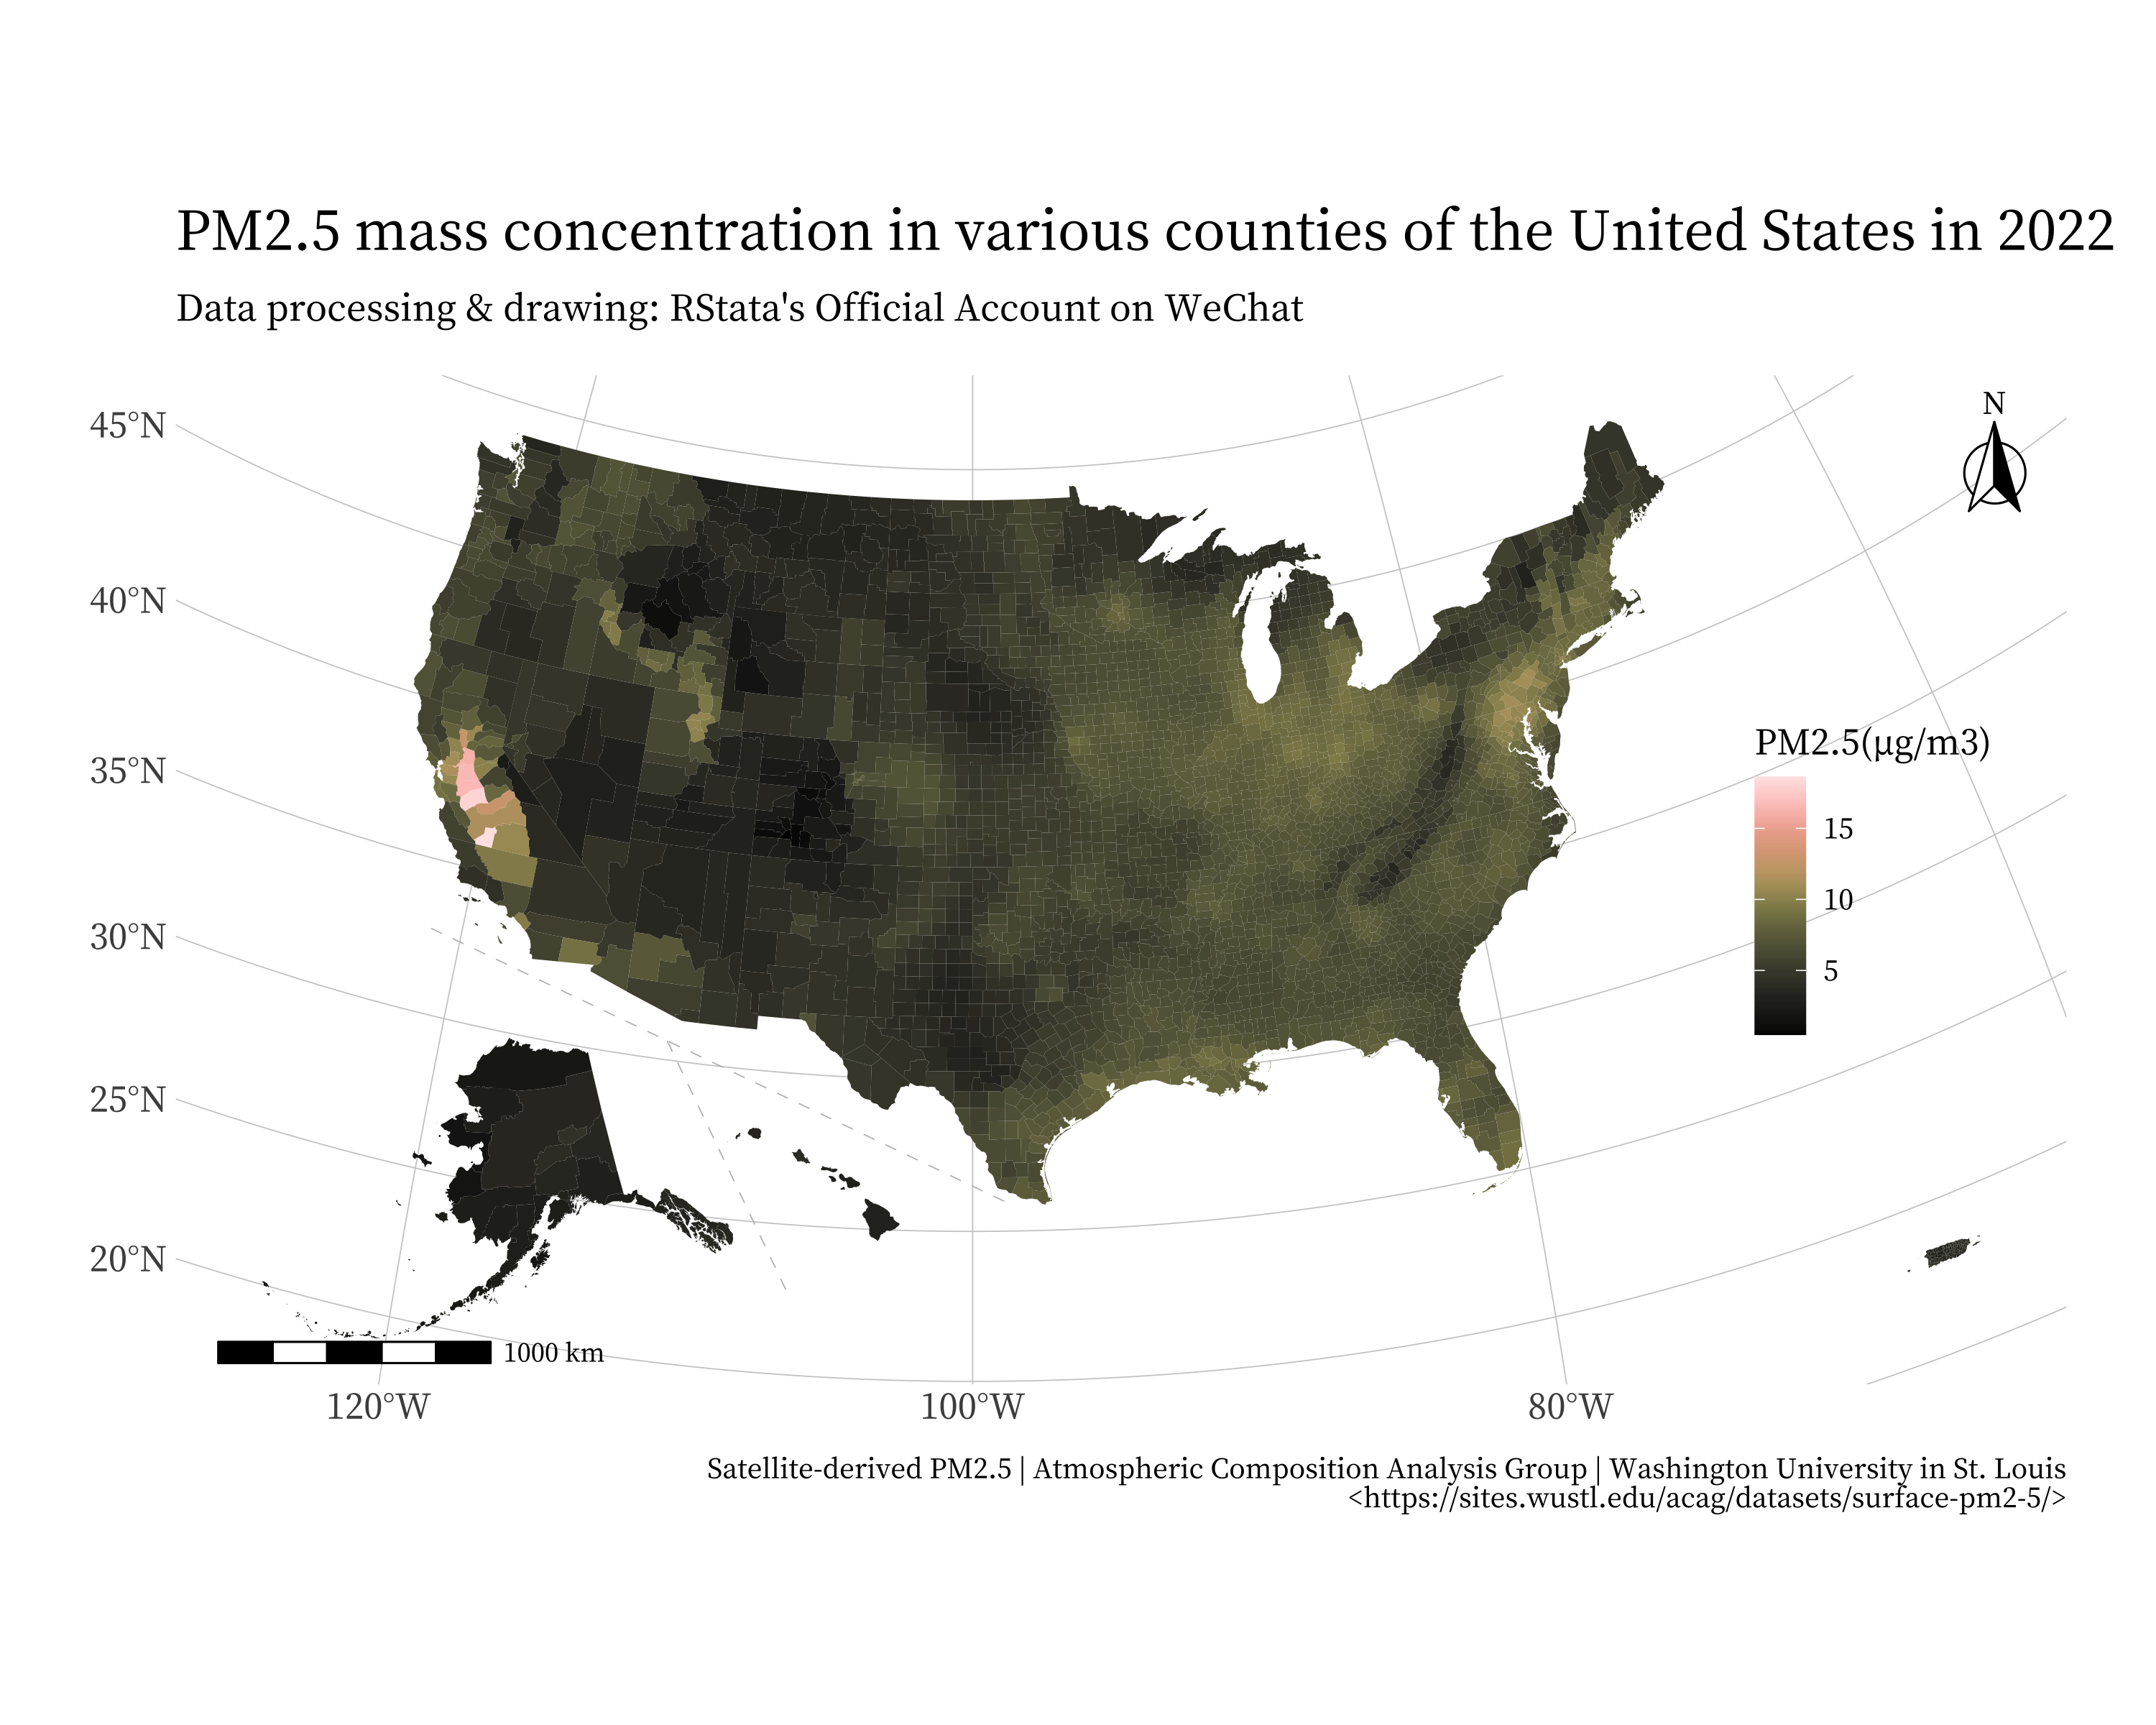 PM2.5 mass concentration in various counties of the United States in 2022
Data processing & drawing: RStata's Official Account on WeChat
45°N
40°N
35°N
30°N
25°N
20°N
N
PM2.5(μg/m3)
15
10
5
1000 km
120°W
100°W
80°W
Satellite-derived PM2.5 | Atmospheric Composition Analysis Group | Washington University in St. Louis
<https://sites.wustl.edu/acag/datasets/surface-pm2-5/>